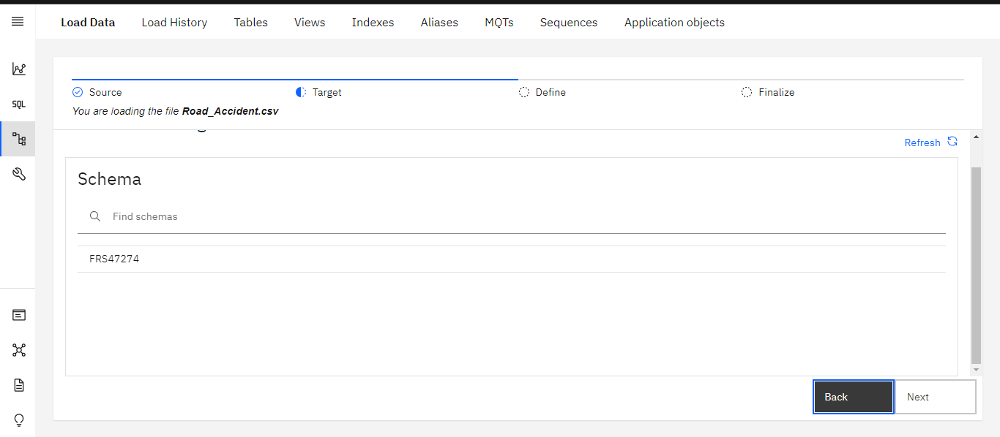 Load Data Load History Tables Views Indexes Aliases MQTs Sequences Application objects
SQL
Source Target Define Finalize
You are loading the file Road_Accident.csv
Refresh
Schema
Find schemas
FRS47274
Back Next